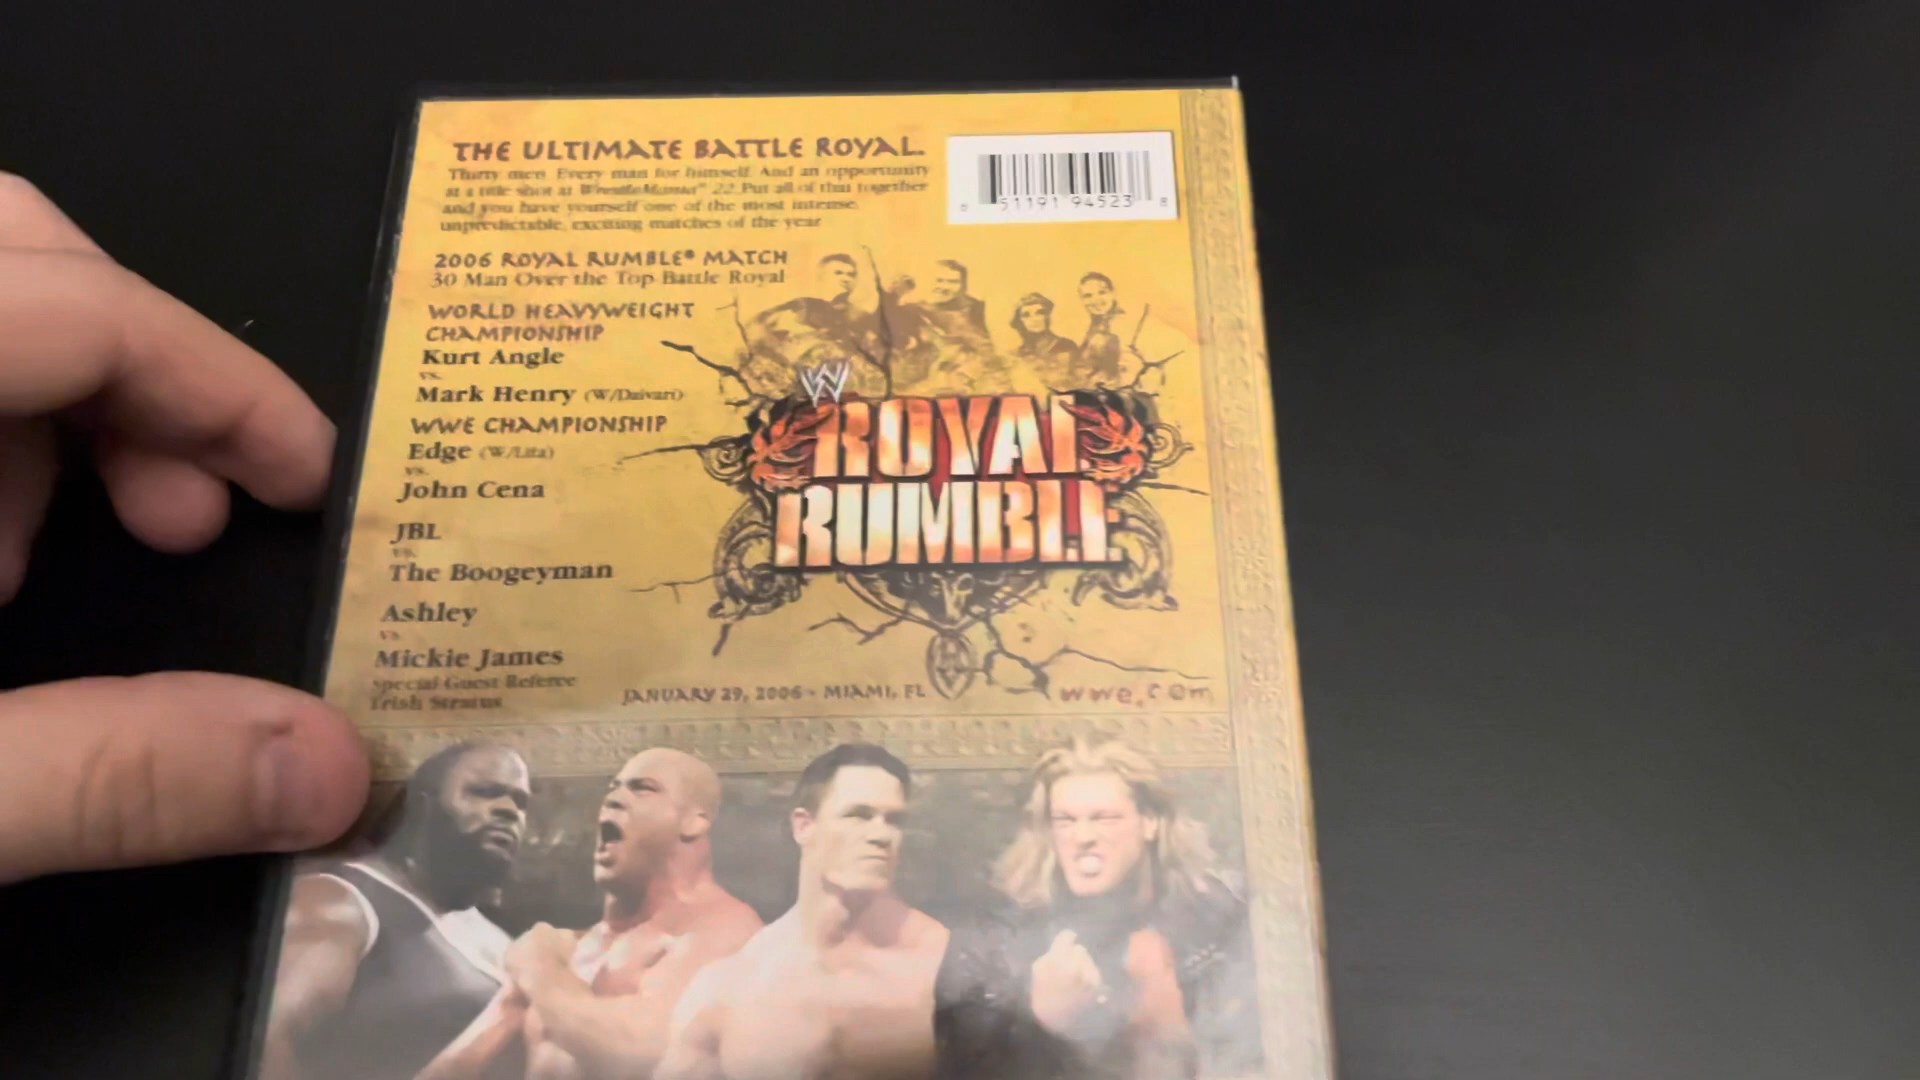 THE ULTIMATE BATTLE ROYAL.
Thirty men. Every man for himself. And an opportunity
at a title shot at WrestleMania® 22. Put all of that together
and you have yourself one of the most intense,
unpredictable, exciting matches of the year
8 51191 94523 8
2006 ROYAL RUMBLE® MATCH
30 Man Over the Top Battle Royal
WORLD HEAVYWEIGHT
CHAMPIONSHIP
Kurt Angle
vs.
Mark Henry (W/Daivari)
WWE CHAMPIONSHIP
Edge (W/Lita)
vs.
John Cena
JBL
vs.
The Boogeyman
Ashley
vs
Mickie James
Special Guest Referee
Trish Stratus
W
ROYAL
RUMBLE
JANUARY 29, 2006 • MIAMI, FL
www.wwe.com